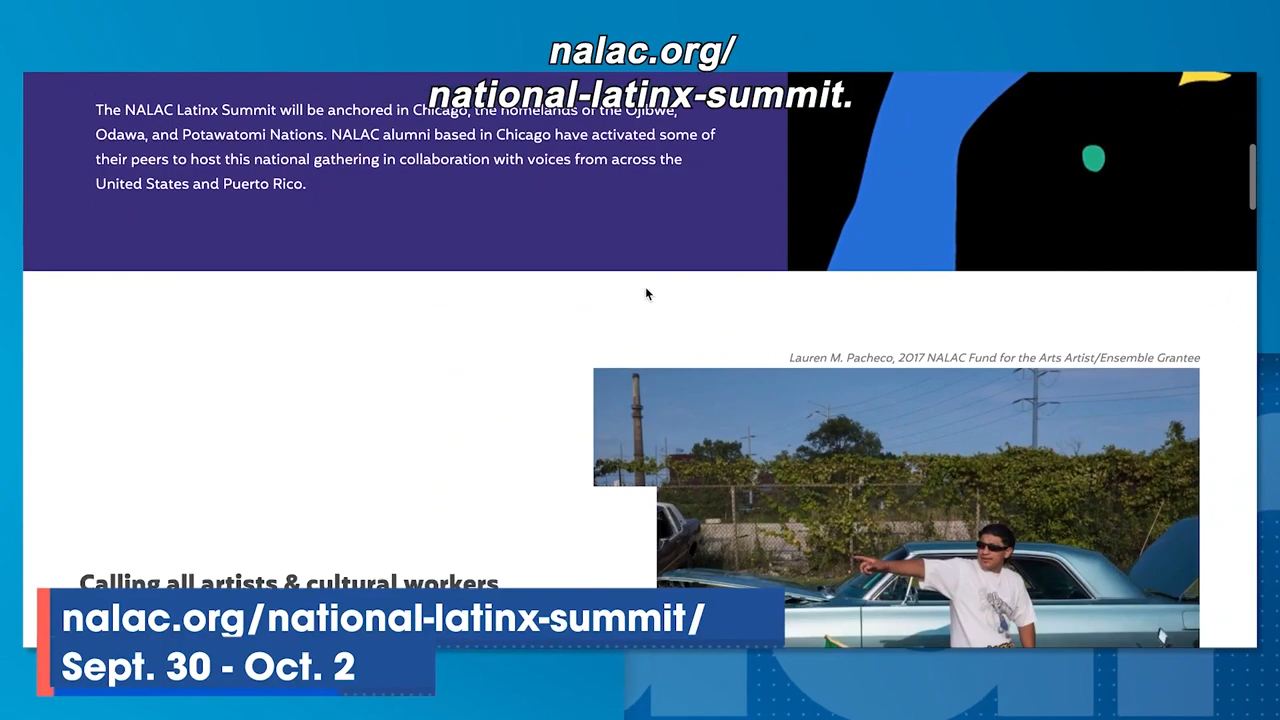 nalac.org/
national-latinx-summit.
The NALAC Latinx Summit will be anchored in Chicago, the homelands of the Ojibwe,
Odawa, and Potawatomi Nations. NALAC alumni based in Chicago have activated some of
their peers to host this national gathering in collaboration with voices from across the
United States and Puerto Rico.
Lauren M. Pacheco, 2017 NALAC Fund for the Arts Artist/Ensemble Grantee
Calling all artists & cultural workers
nalac.org/national-latinx-summit/
Sept. 30 - Oct. 2